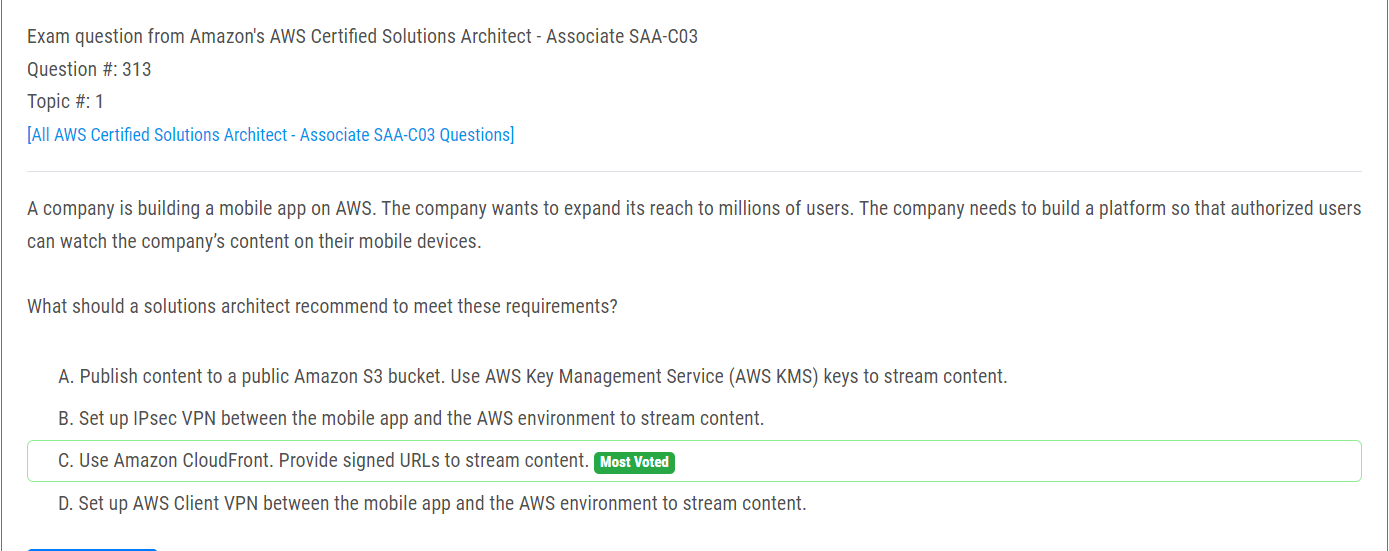 Exam question from Amazon's AWS Certified Solutions Architect - Associate SAA-C03
Question #: 313
Topic #: 1
[All AWS Certified Solutions Architect - Associate SAA-C03 Questions]
A company is building a mobile app on AWS. The company wants to expand its reach to millions of users. The company needs to build a platform so that authorized users
can watch the company’s content on their mobile devices.
What should a solutions architect recommend to meet these requirements?
A. Publish content to a public Amazon S3 bucket. Use AWS Key Management Service (AWS KMS) keys to stream content.
B. Set up IPsec VPN between the mobile app and the AWS environment to stream content.
C. Use Amazon CloudFront. Provide signed URLs to stream content. Most Voted
D. Set up AWS Client VPN between the mobile app and the AWS environment to stream content.